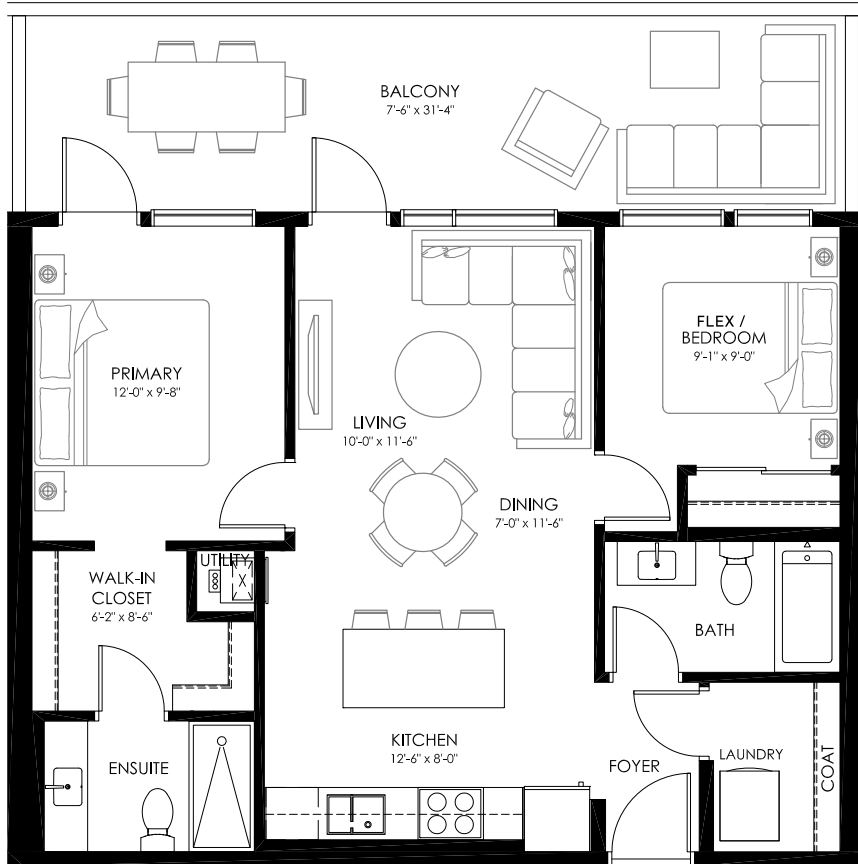 BALCONY
7'-6" x 31'-4"
PRIMARY
12'-0" x 9'-8"
FLEX /
BEDROOM
9'-1" x 9'-0"
LIVING
10'-0" x 11'-6"
DINING
7'-0" x 11'-6"
UTILITY
WALK-IN
CLOSET
6'-2" x 8'-6"
BATH
KITCHEN
12'-6" x 8'-0"
ENSUITE
FOYER
LAUNDRY
COAT